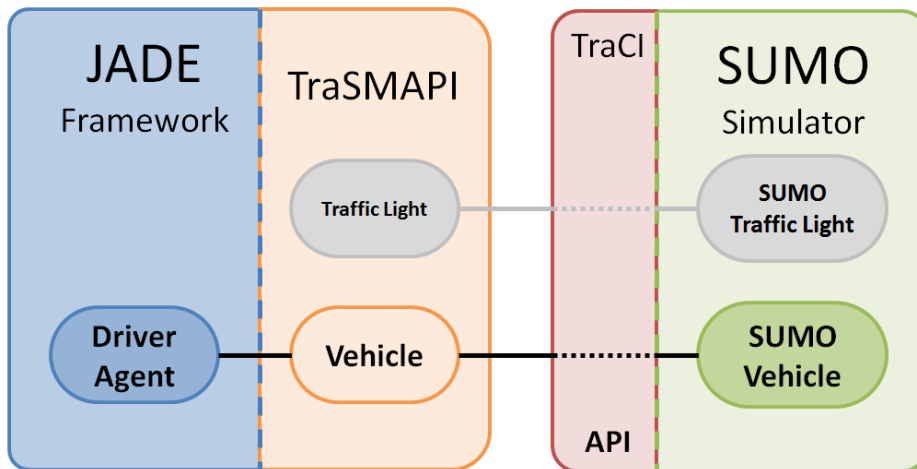 JADE
Framework
TraSMAPI
TraCI
SUMO
Simulator
Traffic Light
SUMO
Traffic Light
Driver
Agent
Vehicle
SUMO
Vehicle
API